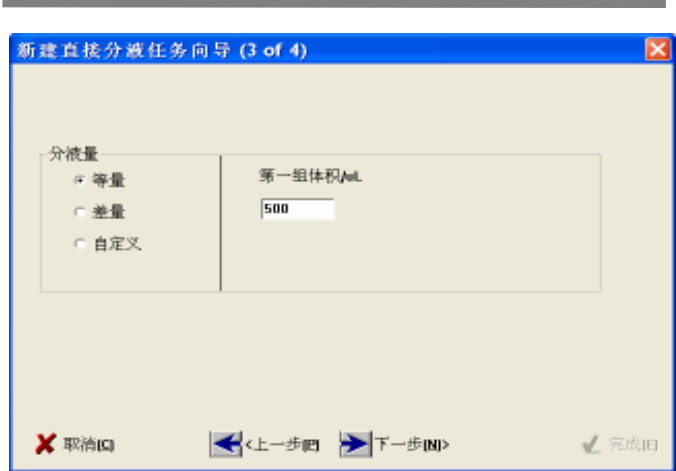 新建直接分液任务向导 (3 of 4)
分液量
等量
第一组体积/uL
差量
500
自定义
取消(C)
<上一步(P)
下一步(N)>
完成(F)